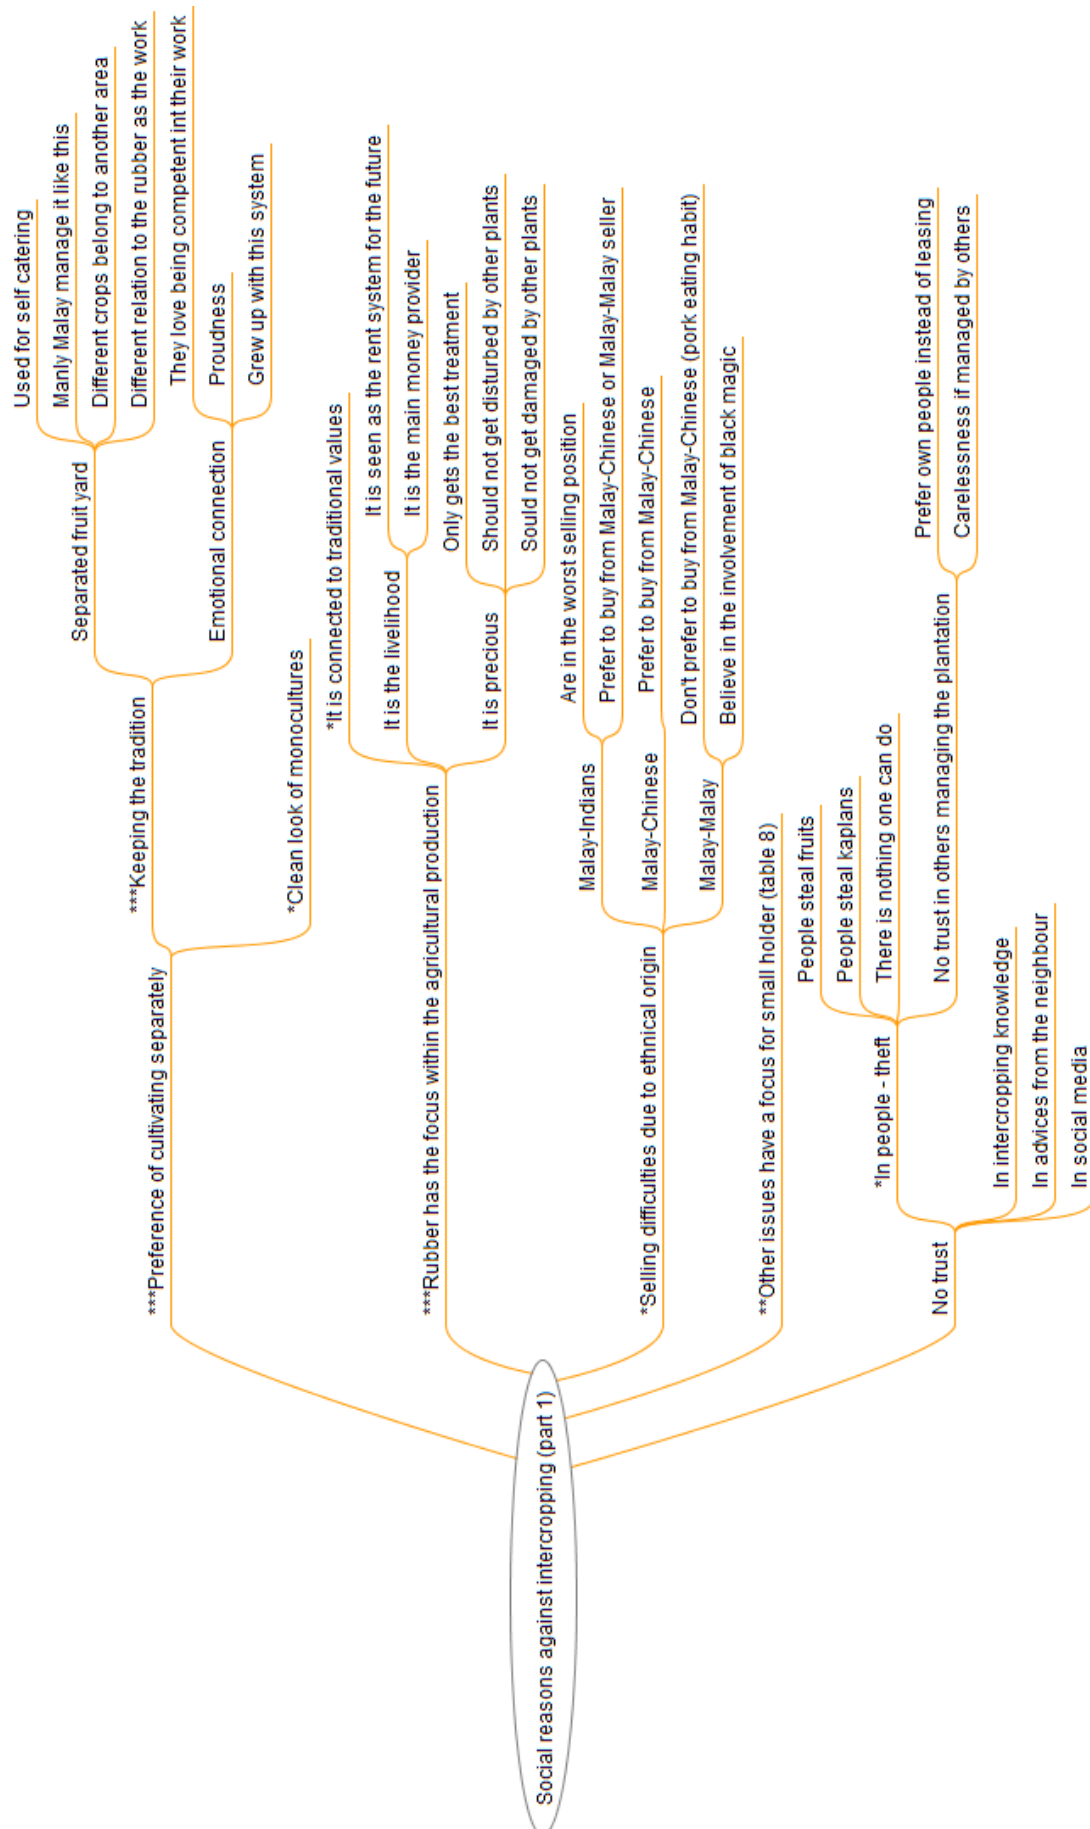 Social reasons against intercropping (part 1)
***Preference of cultivating separately
***Keeping the tradition
Separated fruit yard
Used for self catering
Manly Malay manage it like this
Different crops belong to another area
Different relation to the rubber as the work
Emotional connection
They love being competent int their work
Proudness
Grew up with this system
*Clean look of monocultures
***Rubber has the focus within the agricultural production
*It is connected to traditional values
It is the livelihood
It is seen as the rent system for the future
It is the main money provider
It is precious
Only gets the best treatment
Should not get disturbed by other plants
Sould not get damaged by other plants
*Selling difficulties due to ethnical origin
Malay-Indians
Are in the worst selling position
Prefer to buy from Malay-Chinese or Malay-Malay seller
Malay-Chinese
Prefer to buy from Malay-Chinese
Malay-Malay
Don't prefer to buy from Malay-Chinese (pork eating habit)
Believe in the involvement of black magic
**Other issues have a focus for small holder (table 8)
No trust
*In people - theft
People steal fruits
People steal kaplans
There is nothing one can do
No trust in others managing the plantation
Prefer own people instead of leasing
Carelessness if managed by others
In intercropping knowledge
In advices from the neighbour
In social media